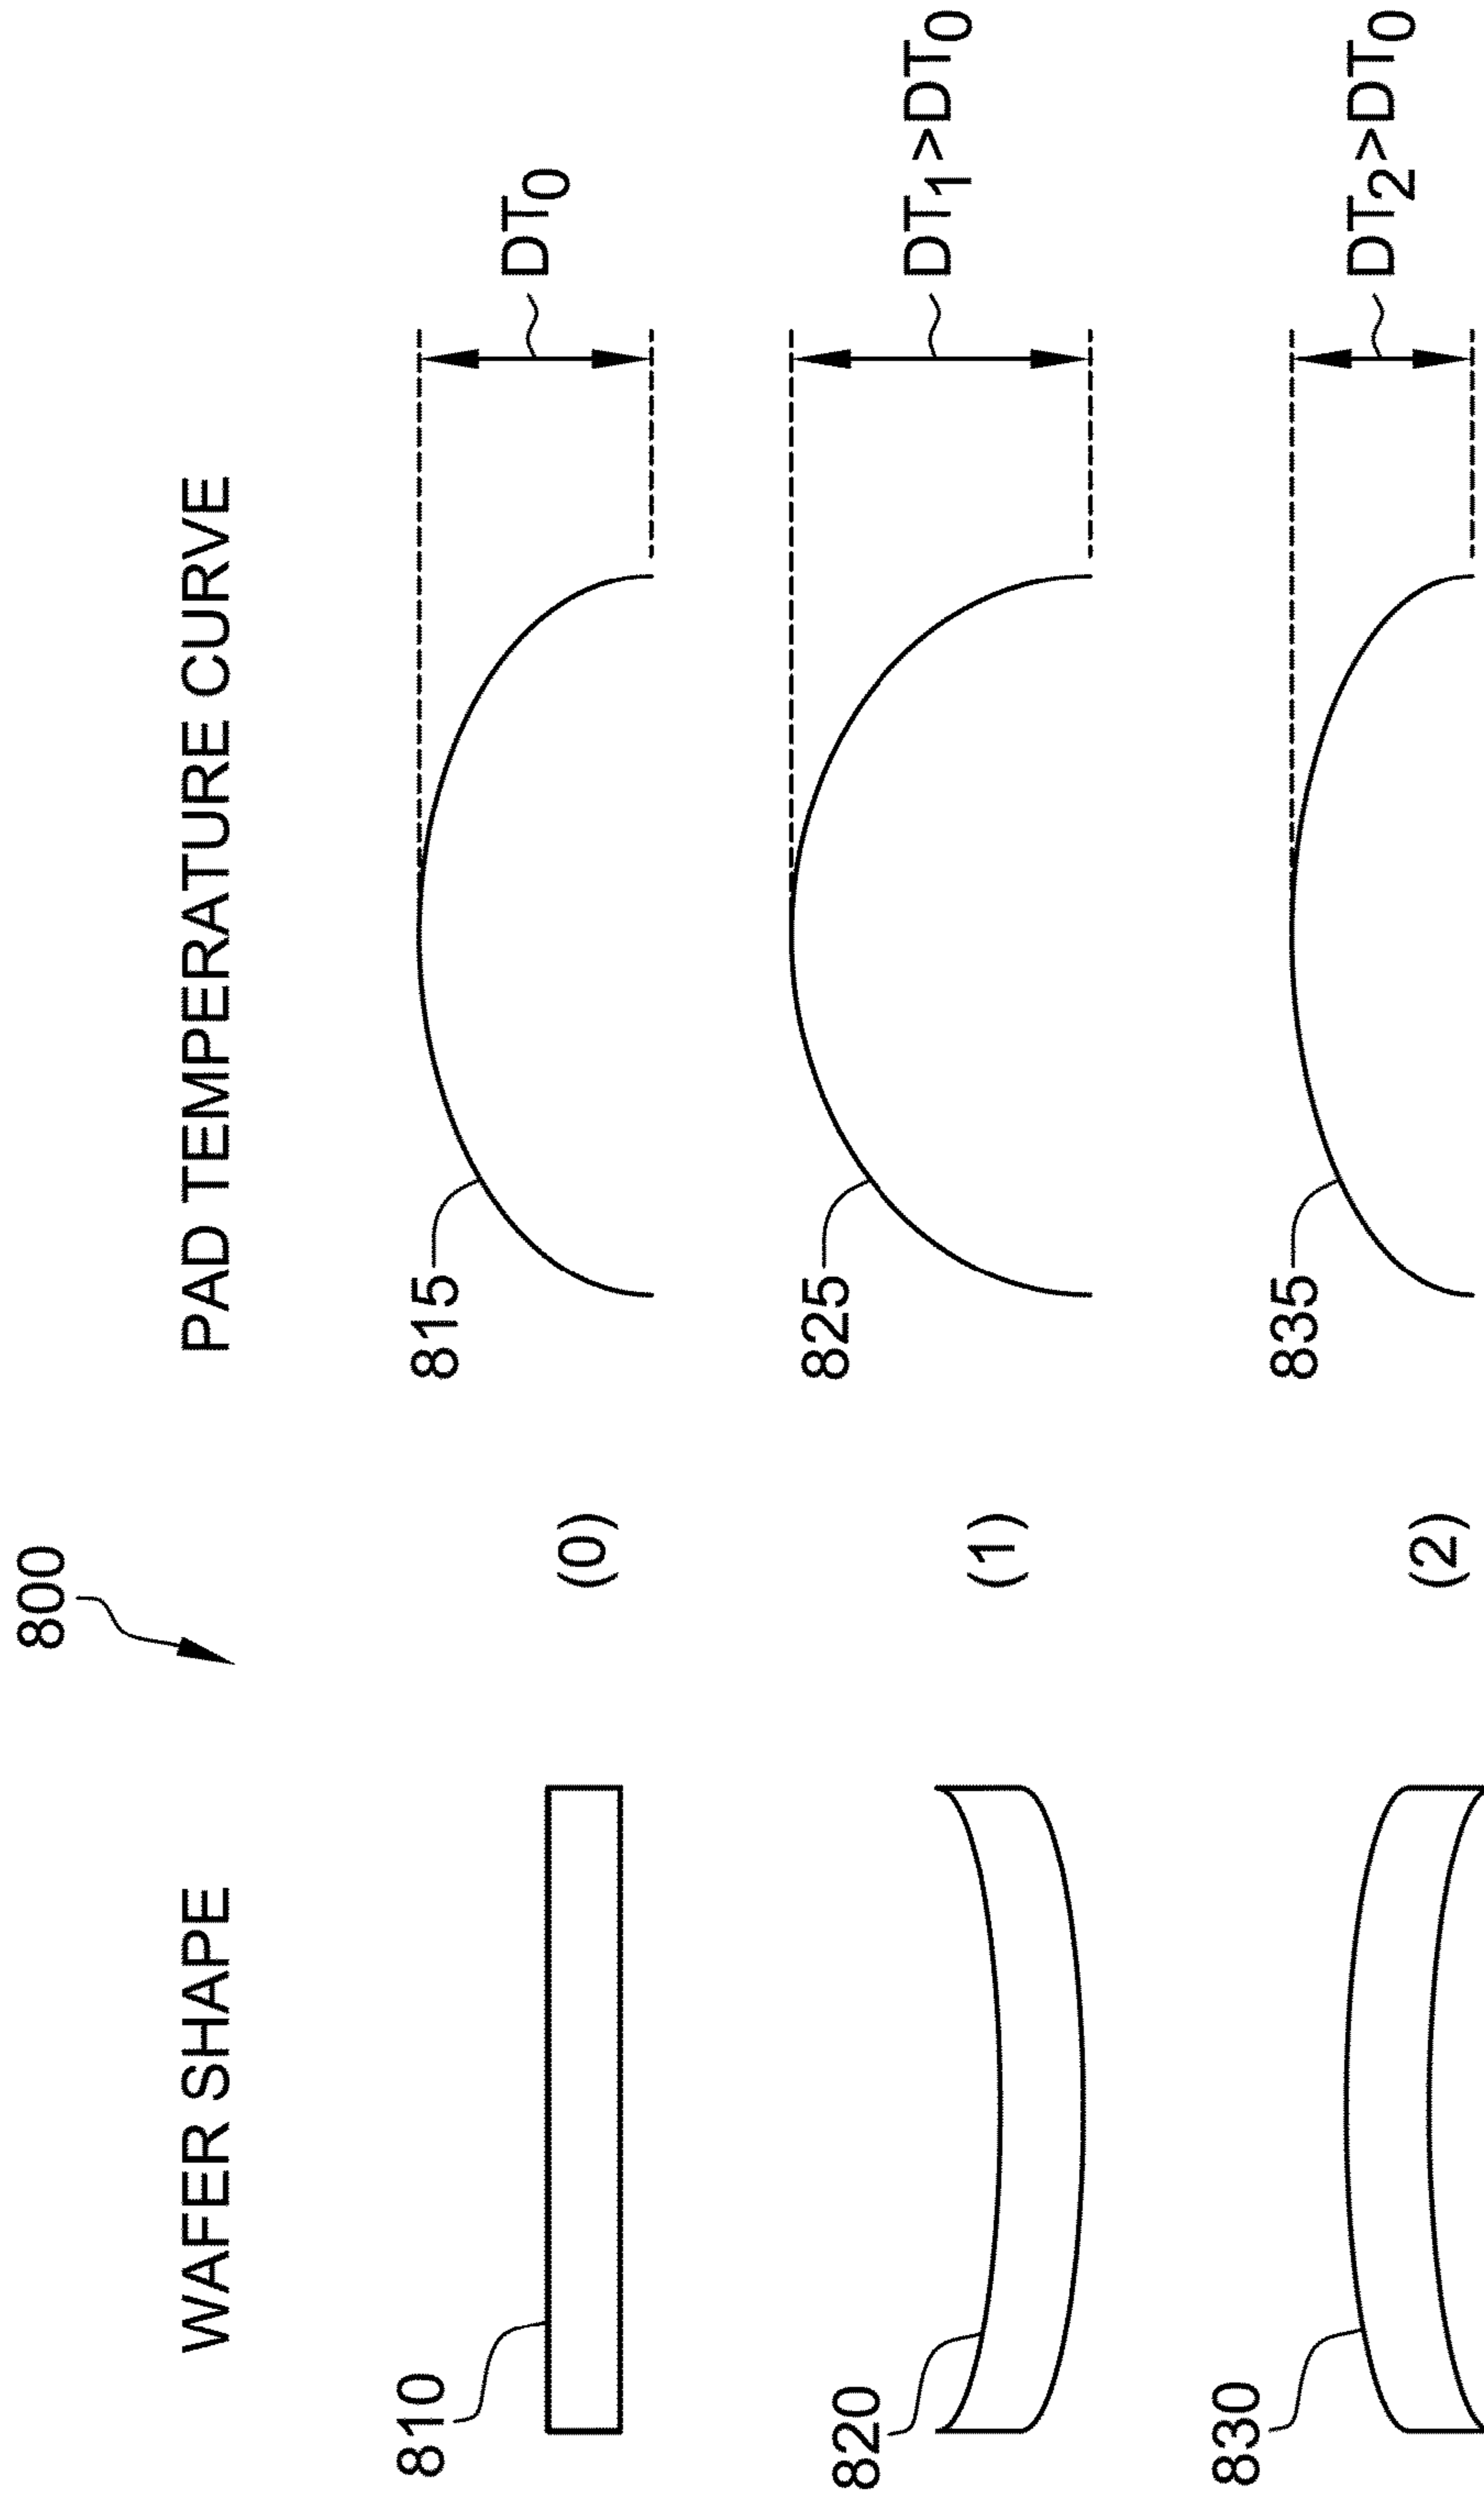 800
WAFER SHAPE
PAD TEMPERATURE CURVE
810
(0)
815
DT0
820
(1)
825
DT1>DT0
830
(2)
835
DT2>DT0